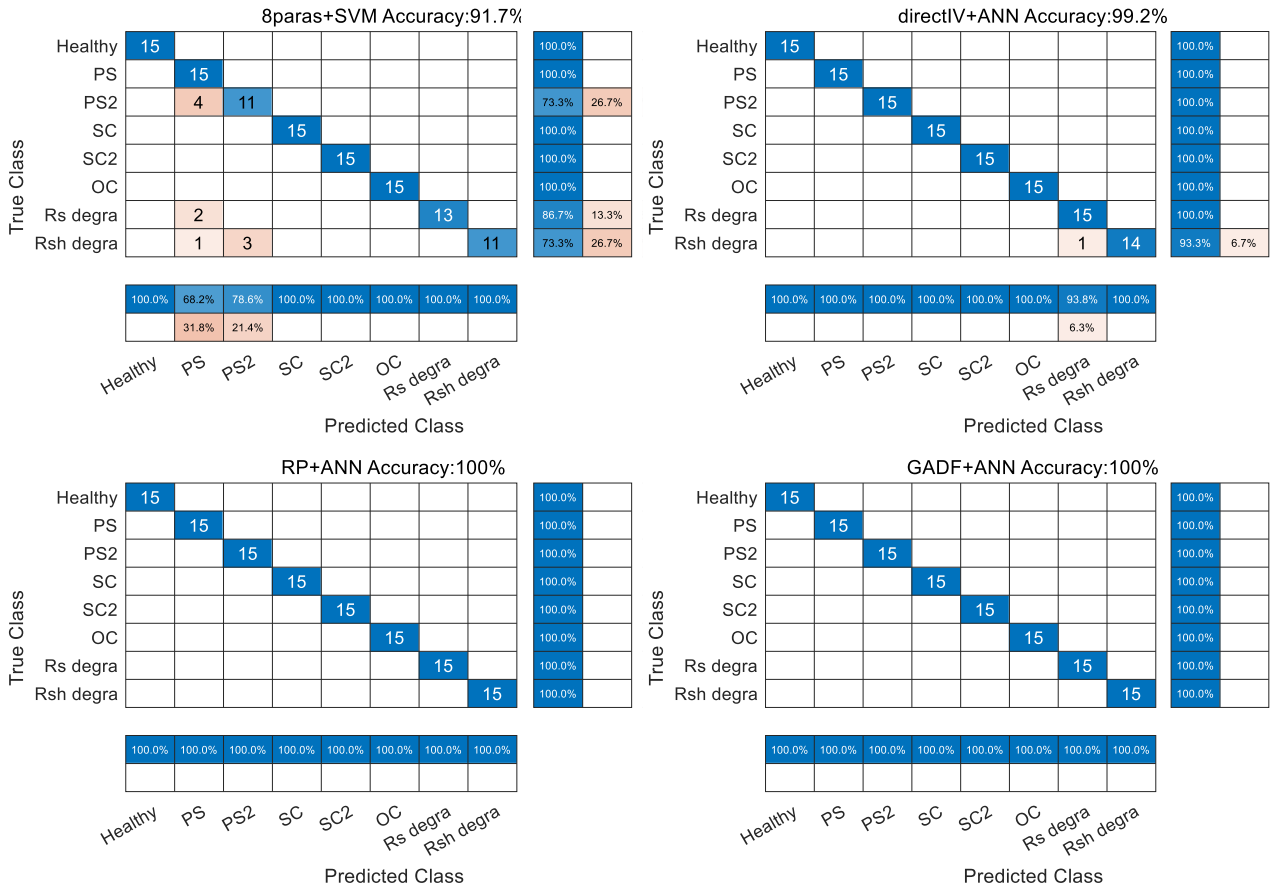 8paras+SVM Accuracy:91.7%
Healthy 15 100.0%
PS 15 100.0%
PS2 4 11 73.3% 26.7%
SC 15 100.0%
SC2 15 100.0%
OC 15 100.0%
Rs degra 2 13 86.7% 13.3%
Rsh degra 1 3 11 73.3% 26.7%
True Class
100.0% 68.2% 78.6% 100.0% 100.0% 100.0% 100.0% 100.0%
31.8% 21.4%
Healthy PS PS2 SC SC2 OC Rs degra Rsh degra
Predicted Class
directIV+ANN Accuracy:99.2%
Healthy 15 100.0%
PS 15 100.0%
PS2 15 100.0%
SC 15 100.0%
SC2 15 100.0%
OC 15 100.0%
Rs degra 15 100.0%
Rsh degra 1 14 93.3% 6.7%
True Class
100.0% 100.0% 100.0% 100.0% 100.0% 100.0% 93.8% 100.0%
6.3%
Healthy PS PS2 SC SC2 OC Rs degra Rsh degra
Predicted Class
RP+ANN Accuracy:100%
Healthy 15 100.0%
PS 15 100.0%
PS2 15 100.0%
SC 15 100.0%
SC2 15 100.0%
OC 15 100.0%
Rs degra 15 100.0%
Rsh degra 15 100.0%
True Class
100.0% 100.0% 100.0% 100.0% 100.0% 100.0% 100.0% 100.0%
Healthy PS PS2 SC SC2 OC Rs degra Rsh degra
Predicted Class
GADF+ANN Accuracy:100%
Healthy 15 100.0%
PS 15 100.0%
PS2 15 100.0%
SC 15 100.0%
SC2 15 100.0%
OC 15 100.0%
Rs degra 15 100.0%
Rsh degra 15 100.0%
True Class
100.0% 100.0% 100.0% 100.0% 100.0% 100.0% 100.0% 100.0%
Healthy PS PS2 SC SC2 OC Rs degra Rsh degra
Predicted Class